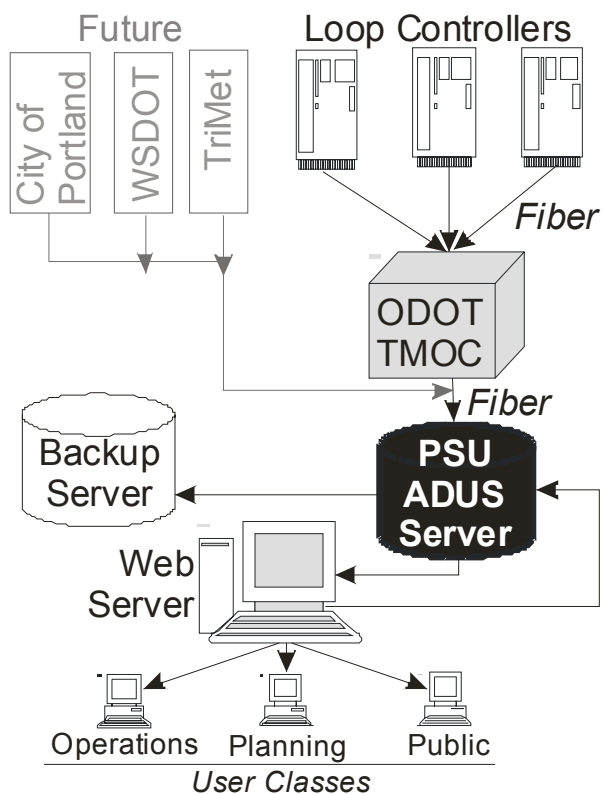 Future
Loop Controllers
City of
Portland
WSDOT
TriMet
Fiber
ODOT
TMOC
Fiber
Backup
Server
PSU
ADUS
Server
Web
Server
Operations
Planning
Public
User Classes